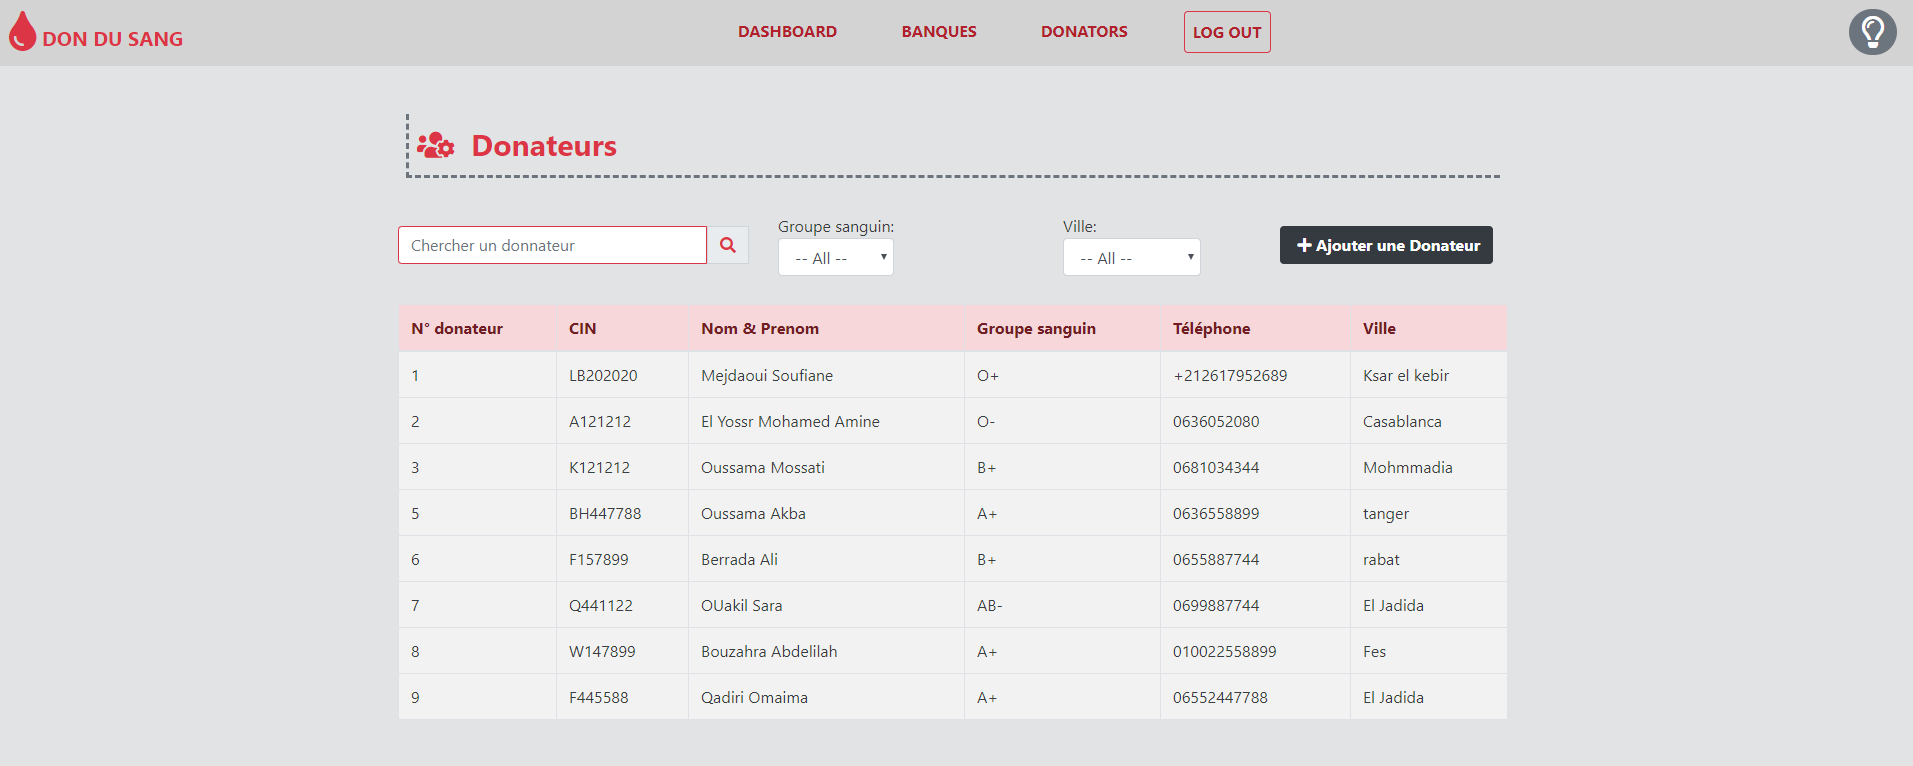 DON DU SANG
DASHBOARD BANQUES DONATORS LOG OUT
Donateurs
Groupe sanguin: Ville:
Chercher un donnateur -- All -- -- All -- Ajouter une Donateur
N° donateur CIN Nom & Prenom Groupe sanguin Téléphone Ville
1 LB202020 Mejdaoui Soufiane O+ +212617952689 Ksar el kebir
2 A121212 El Yossr Mohamed Amine O- 0636052080 Casablanca
3 K121212 Oussama Mossati B+ 0681034344 Mohmmadia
5 BH447788 Oussama Akba A+ 0636558899 tanger
6 F157899 Berrada Ali B+ 0655887744 rabat
7 Q441122 OUakil Sara AB- 0699887744 El Jadida
8 W147899 Bouzahra Abdelilah A+ 010022558899 Fes
9 F445588 Qadiri Omaima A+ 06552447788 El Jadida